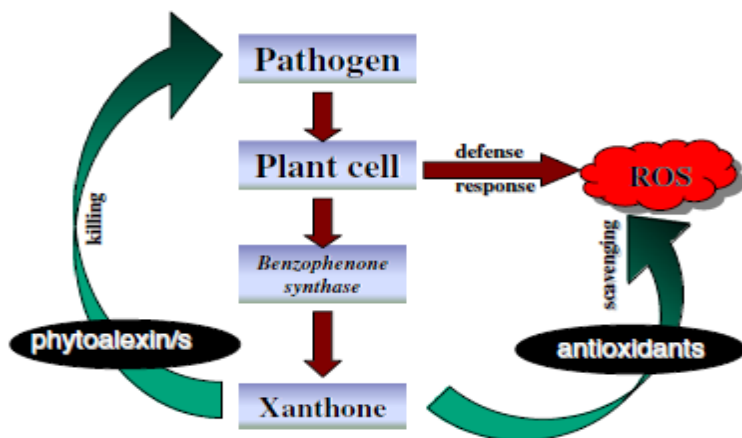 Pathogen
Plant cell
defense
response
ROS
killing
Benzophenone
synthase
scavenging
phytoalexin/s
antioxidants
Xanthone